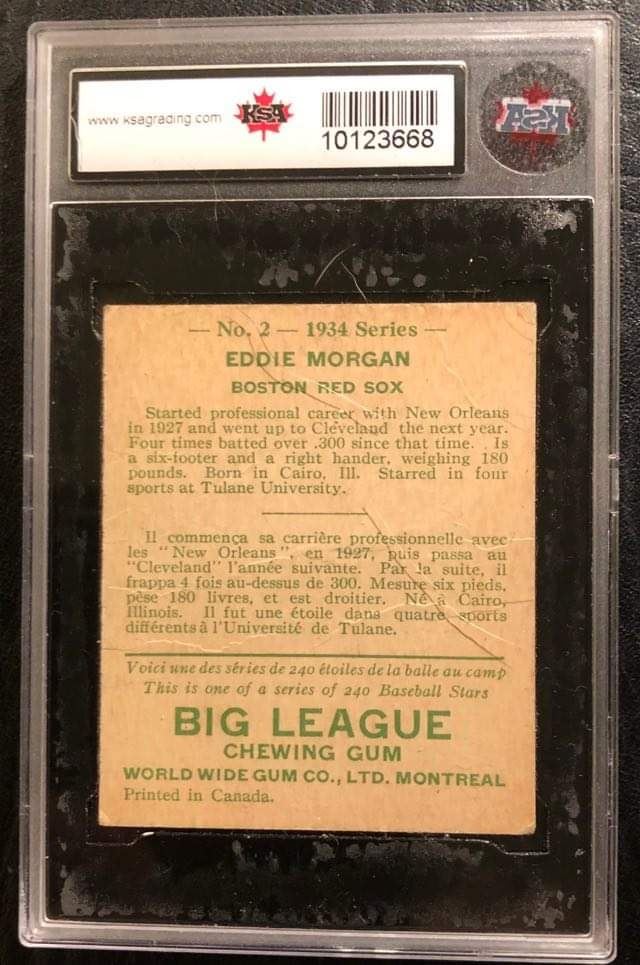 www.ksagrading.com
KSA
10123668
KSA
— No. 2 — 1934 Series —
EDDIE MORGAN
BOSTON RED SOX
Started professional career with New Orleans
in 1927 and went up to Cleveland the next year.
Four times batted over .300 since that time. Is
a six-footer and a right hander, weighing 180
pounds. Born in Cairo, Ill. Starred in four
sports at Tulane University.
Il commença sa carrière professionnelle avec
les "New Orleans", en 1927, puis passa au
"Cleveland" l'année suivante. Par la suite, il
frappa 4 fois au-dessus de 300. Mesure six pieds,
pèse 180 livres, et est droitier. Né à Cairo,
Illinois. Il fut une étoile dans quatre sports
différents à l'Université de Tulane.
Voici une des séries de 240 étoiles de la balle au camp
This is one of a series of 240 Baseball Stars
BIG LEAGUE
CHEWING GUM
WORLD WIDE GUM CO., LTD. MONTREAL
Printed in Canada.